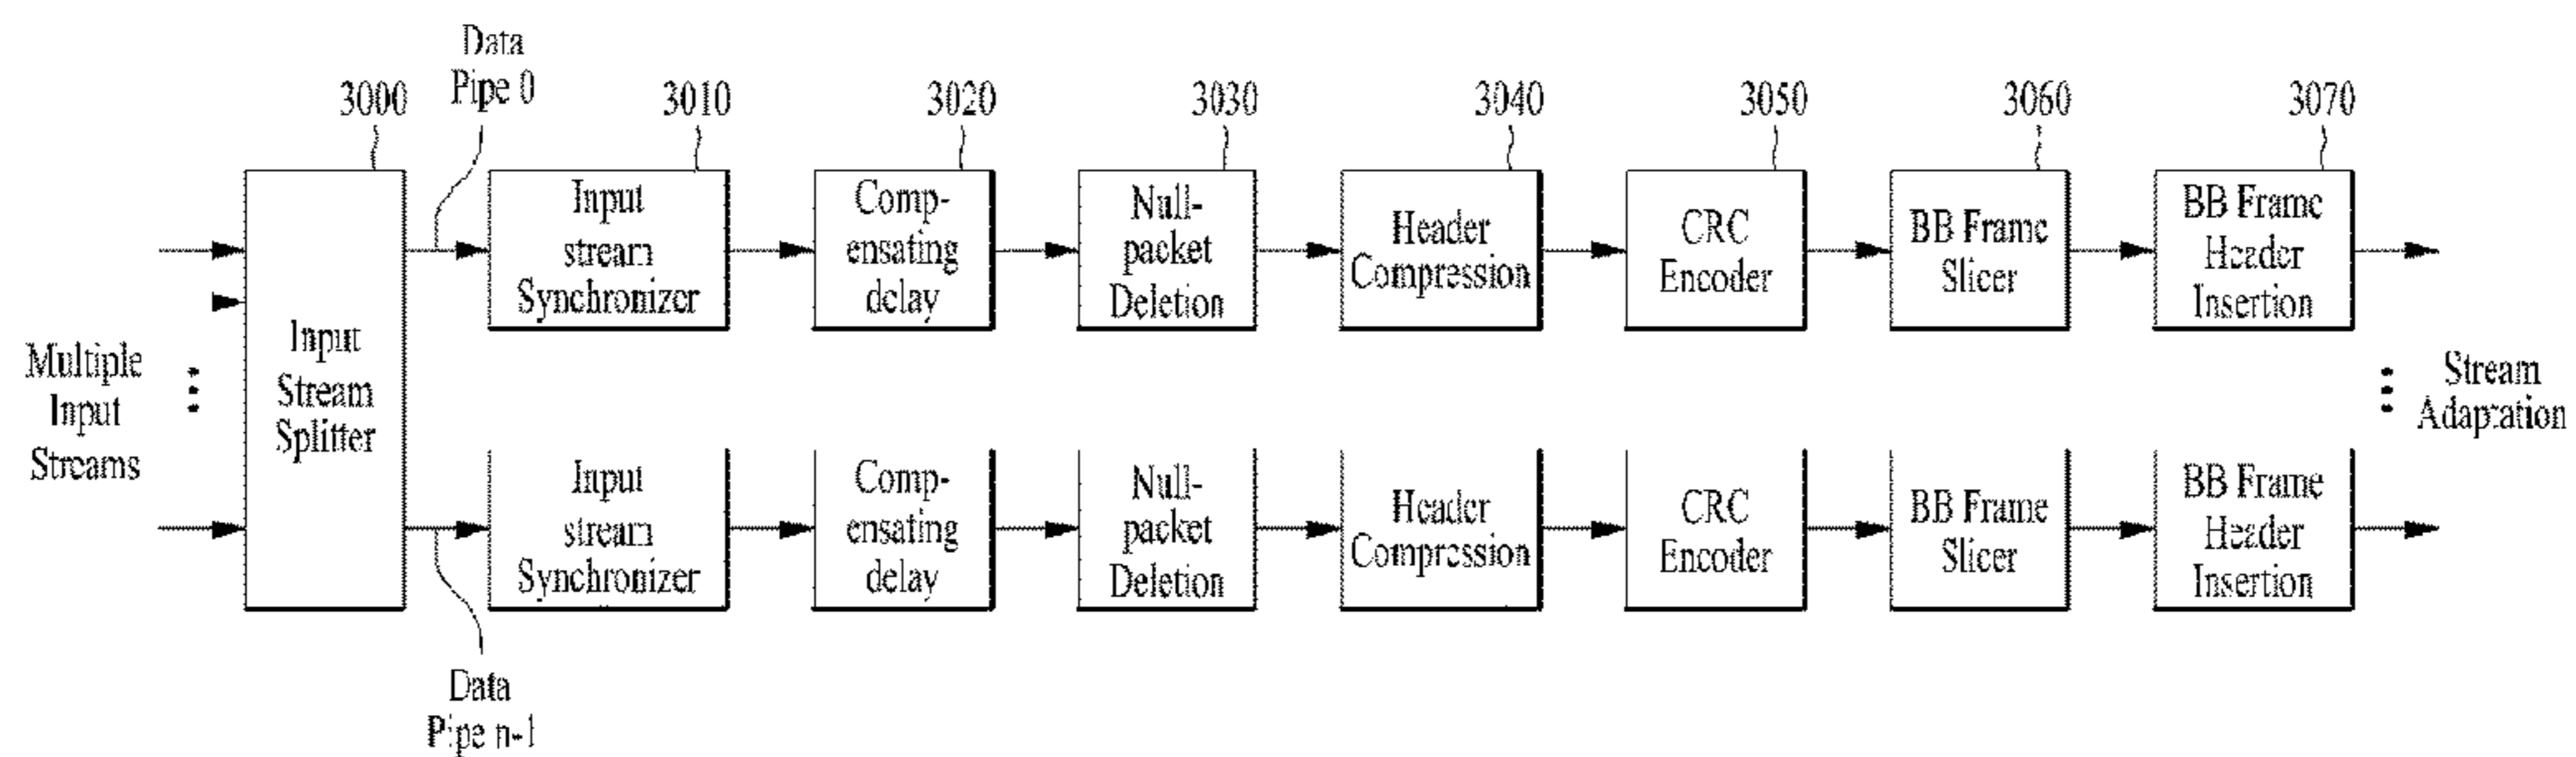 Data
Pipe 0
3000
3010
3020
3030
3040
3050
3060
3070
Multiple
Input
Streams
Input
Stream
Splitter
Input
stream
Synchronizer
Comp-
ensating
delay
Null-
packet
Deletion
Header
Compression
CRC
Encoder
BB Frame
Slicer
BB Frame
Header
Insertion
Stream
Adaptation
Input
stream
Synchronizer
Comp-
ensating
delay
Null-
packet
Deletion
Header
Compression
CRC
Encoder
BB Frame
Slicer
BB Frame
Header
Insertion
Data
Pipe n-1